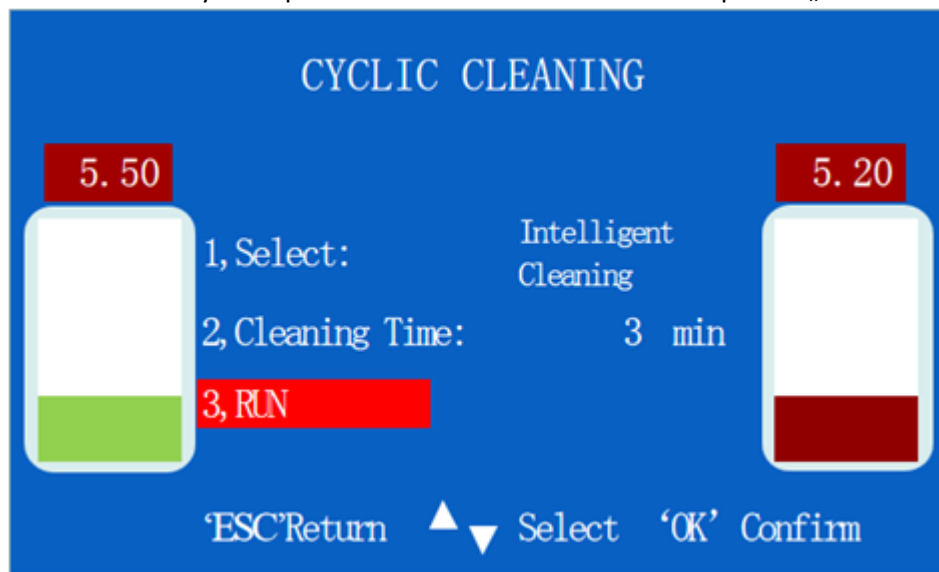 CYCLIC CLEANING
5.50
5.20
1,Select:
Intelligent
Cleaning
2,Cleaning Time: 3 min
3,RUN
‘ESC’Return Select ‘OK’ Confirm